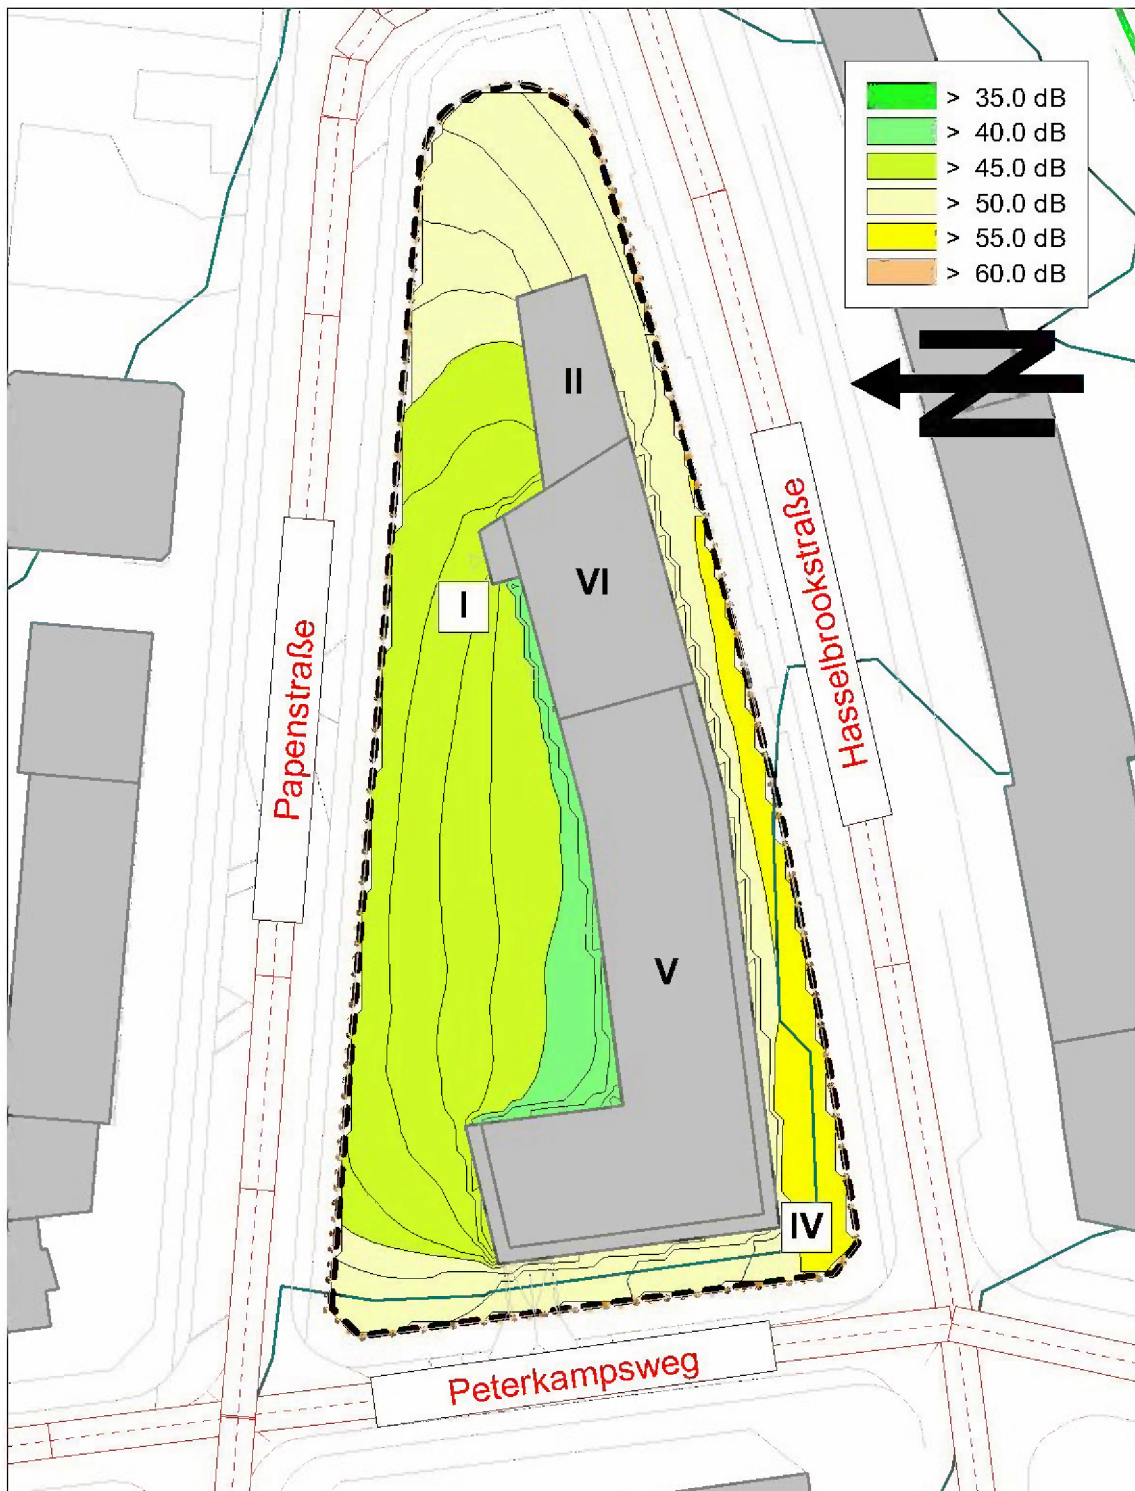 > 35.0 dB
> 40.0 dB
> 45.0 dB
> 50.0 dB
> 55.0 dB
> 60.0 dB
N
II
VI
I
Hasselbrookstraße
Papenstraße
V
IV
Peterkampsweg